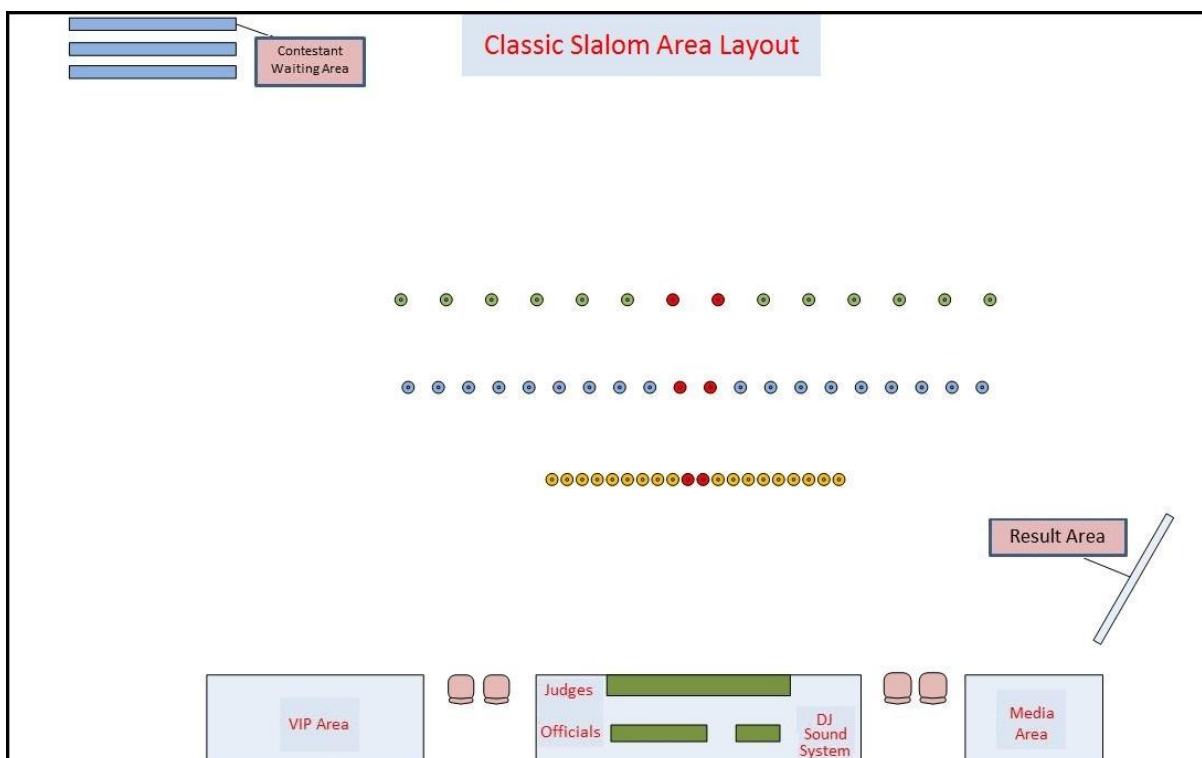 Classic Slalom Area Layout
Contestant
Waiting Area
Result Area
Judges
VIP Area
Officials
DJ
Sound
System
Media
Area